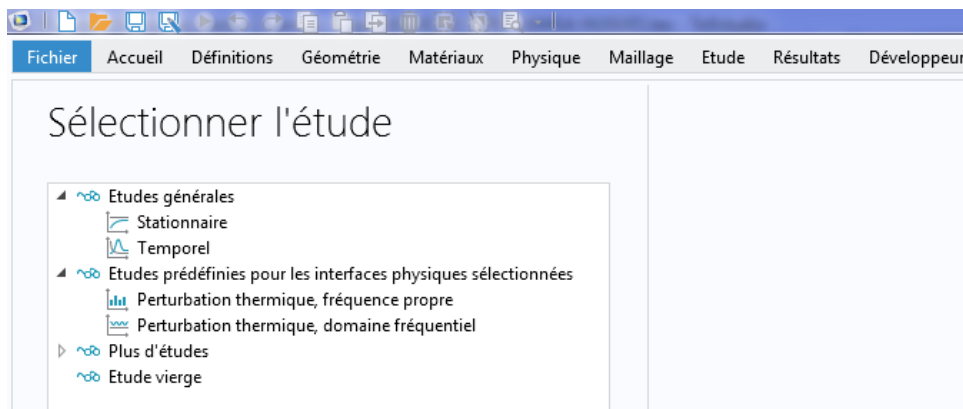 Fichier Accueil Définitions Géométrie Matériaux Physique Maillage Etude Résultats Développeur
Sélectionner l'étude
Etudes générales
Stationnaire
Temporel
Etudes prédéfinies pour les interfaces physiques sélectionnées
Perturbation thermique, fréquence propre
Perturbation thermique, domaine fréquentiel
Plus d'études
Etude vierge